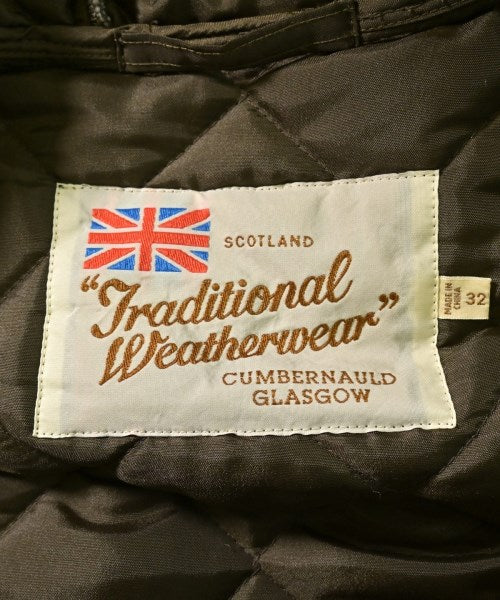 SCOTLAND
"Traditional
Weatherwear"
CUMBERNAULD
GLASGOW
MADE IN
CHINA
32